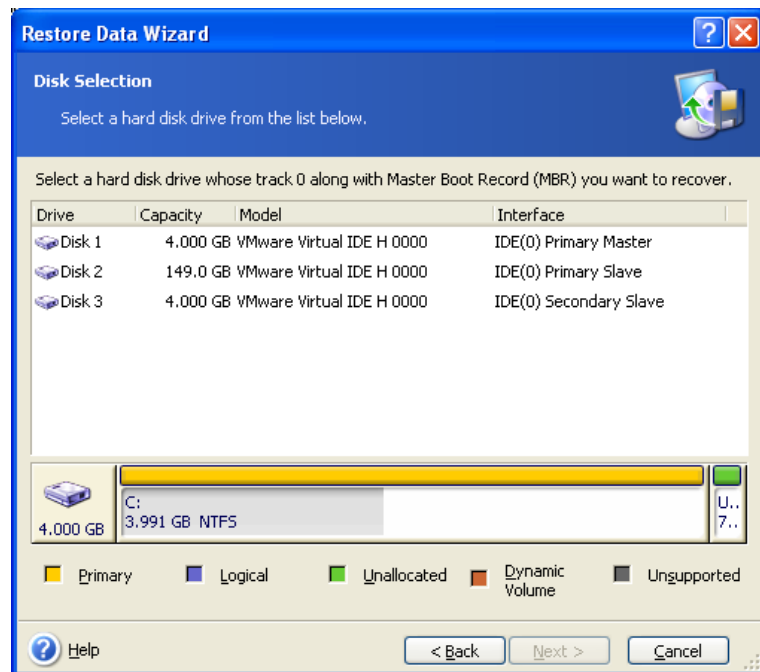 Restore Data Wizard
Disk Selection
Select a hard disk drive from the list below.
Select a hard disk drive whose track 0 along with Master Boot Record (MBR) you want to recover.
Drive Capacity Model Interface
Disk 1 4.000 GB VMware Virtual IDE H 0000 IDE(0) Primary Master
Disk 2 149.0 GB VMware Virtual IDE H 0000 IDE(0) Primary Slave
Disk 3 4.000 GB VMware Virtual IDE H 0000 IDE(0) Secondary Slave
C: U..
4.000 GB 3.991 GB NTFS 7..
Primary Logical Unallocated Dynamic Volume Unsupported
Help < Back Next > Cancel